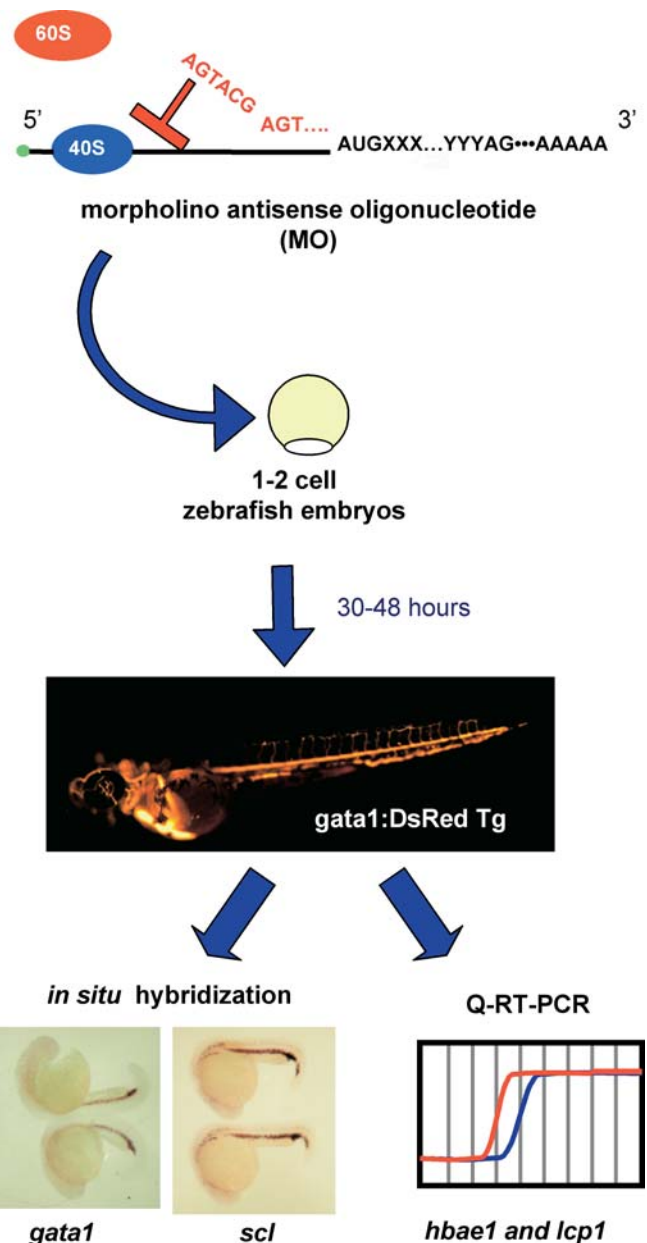 60S
AGTACG
AGT....
5'
3'
40S
AUGXXX...YYYAG•••AAAAA
morpholino antisense oligonucleotide
(MO)
1-2 cell
zebrafish embryos
30-48 hours
gata1:DsRed Tg
in situ hybridization
Q-RT-PCR
gata1
scl
hbae1 and lcp1